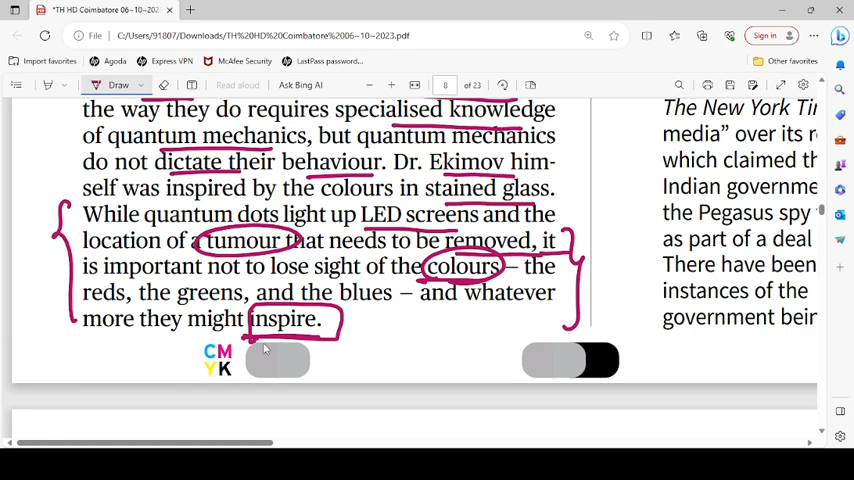 *TH HD Coimbatore 06-10-202
File
C:/Users/91807/Downloads/TH%20HD%20Coimbatore%2006-10-2023.pdf
Sign in
Import favorites
Agoda
Express VPN
McAfee Security
LastPass password...
Other favorites
Draw
Read aloud
Ask Bing AI
8
of 23
the way they do requires specialised knowledge
of quantum mechanics, but quantum mechanics
do not dictate their behaviour. Dr. Ekimov him-
self was inspired by the colours in stained glass.
While quantum dots light up LED screens and the
location of a tumour that needs to be removed, it
is important not to lose sight of the colours – the
reds, the greens, and the blues – and whatever
more they might inspire.
CM
YK
The New York Tim
media” over its r
which claimed th
Indian governme
the Pegasus spy
as part of a deal
There have been
instances of the
government bein